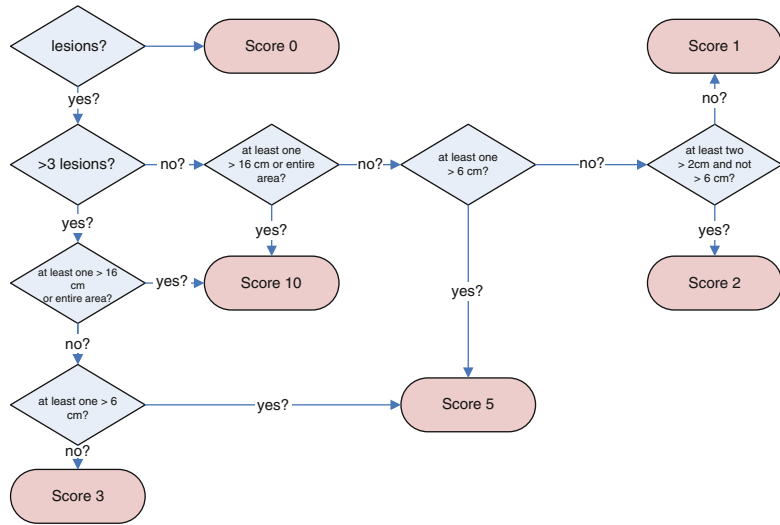 lesions?
Score 0
Score 1
yes?
no?
>3 lesions?
no?
at least one
> 16 cm or entire
area?
no?
at least one
> 6 cm?
no?
at least two
> 2cm and not
> 6 cm?
yes?
yes?
yes?
at least one > 16
cm
or entire area?
yes?
Score 10
yes?
Score 2
no?
at least one > 6
cm?
yes?
Score 5
no?
Score 3